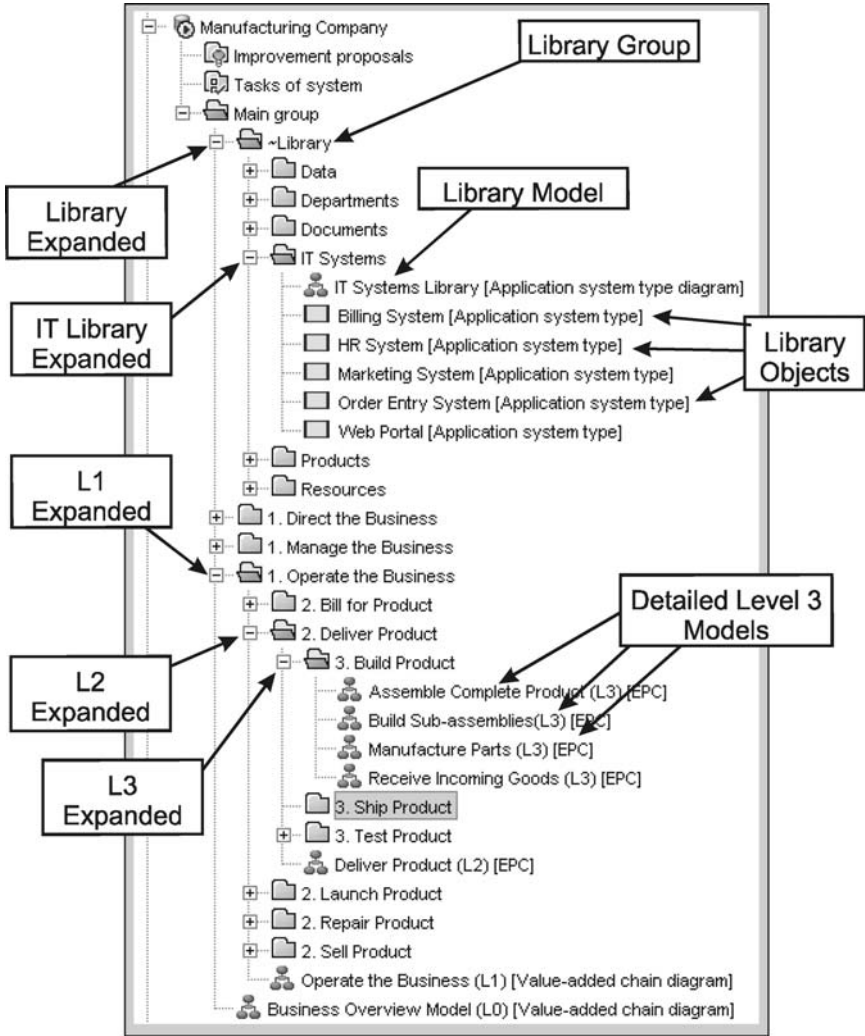 Manufacturing Company
Library Group
Improvement proposals
Tasks of system
Main group
~Library
Data
Library Model
Departments
Library
Expanded
Documents
IT Systems
IT Systems Library [Application system type diagram]
IT Library
Expanded
Billing System [Application system type]
HR System [Application system type]
Library
Objects
Marketing System [Application system type]
Order Entry System [Application system type]
Web Portal [Application system type]
Products
L1
Expanded
Resources
1. Direct the Business
1. Manage the Business
1. Operate the Business
2. Bill for Product
Detailed Level 3
Models
2. Deliver Product
3. Build Product
L2
Expanded
Assemble Complete Product (L3) [EPC]
Build Sub-assemblies(L3) [EPC]
Manufacture Parts (L3) [EPC]
Receive Incoming Goods (L3) [EPC]
L3
Expanded
3. Ship Product
3. Test Product
Deliver Product (L2) [EPC]
2. Launch Product
2. Repair Product
2. Sell Product
Operate the Business (L1) [Value-added chain diagram]
Business Overview Model (L0) [Value-added chain diagram]